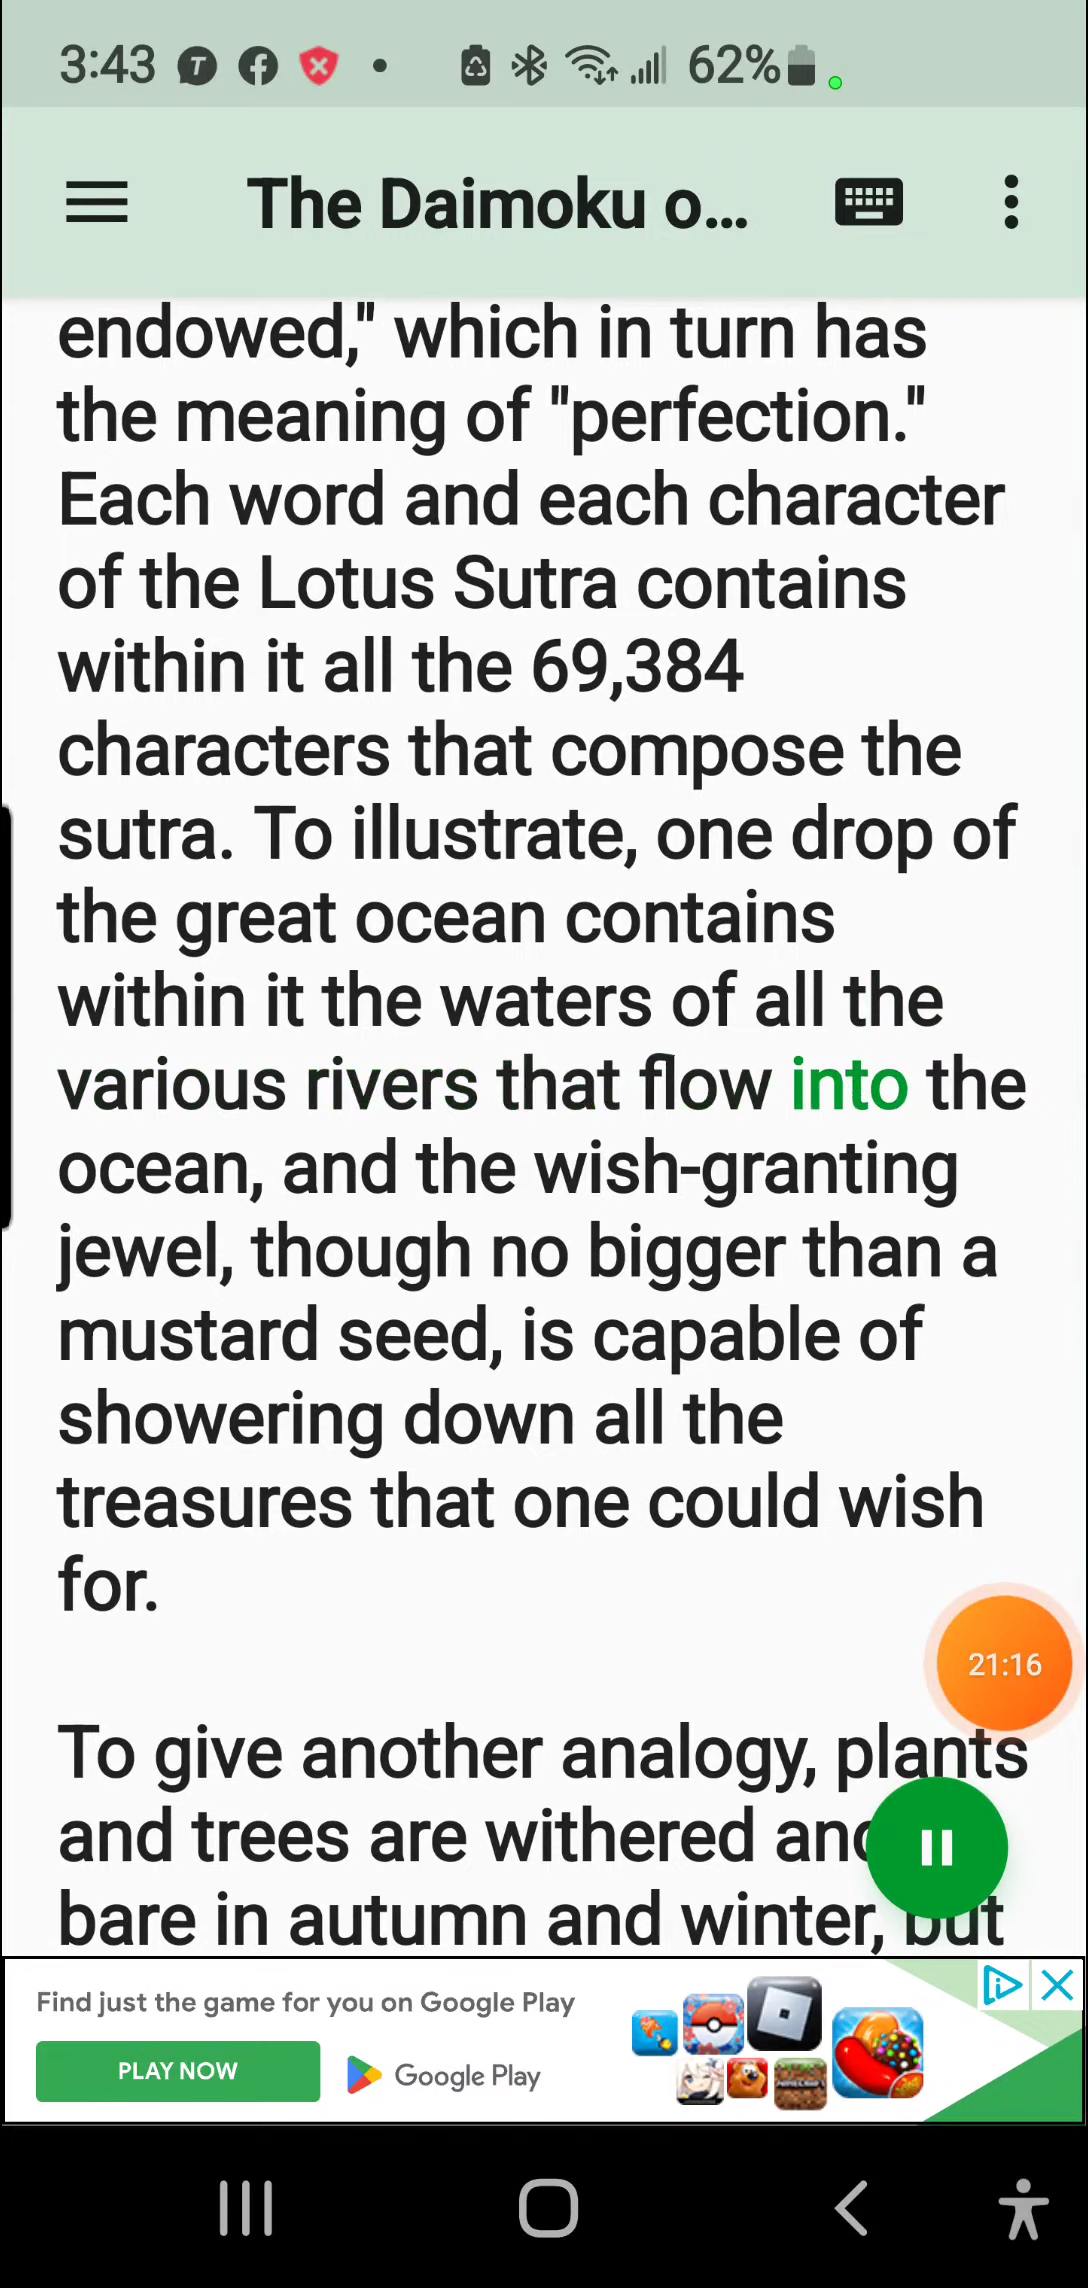 3:43
62%
The Daimoku o...
endowed," which in turn has
the meaning of "perfection."
Each word and each character
of the Lotus Sutra contains
within it all the 69,384
characters that compose the
sutra. To illustrate, one drop of
the great ocean contains
within it the waters of all the
various rivers that flow into the
ocean, and the wish-granting
jewel, though no bigger than a
mustard seed, is capable of
showering down all the
treasures that one could wish
for.
21:16
To give another analogy, plants
and trees are withered and
bare in autumn and winter, but
Find just the game for you on Google Play
PLAY NOW
Google Play